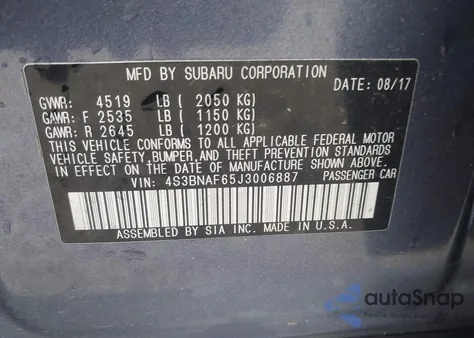 MFD BY SUBARU CORPORATION
DATE: 08/17
GVWR: 4519 LB ( 2050 KG)
GAWR: F 2535 LB ( 1150 KG)
GAWR: R 2645 LB ( 1200 KG)
THIS VEHICLE CONFORMS TO ALL APPLICABLE FEDERAL MOTOR
VEHICLE SAFETY, BUMPER, AND THEFT PREVENTION STANDARDS
IN EFFECT ON THE DATE OF MANUFACTURE SHOWN ABOVE.
VIN: 4S3BNAF65J3006887 PASSENGER CAR
ASSEMBLED BY SIA INC. MADE IN U.S.A.
autoSnap